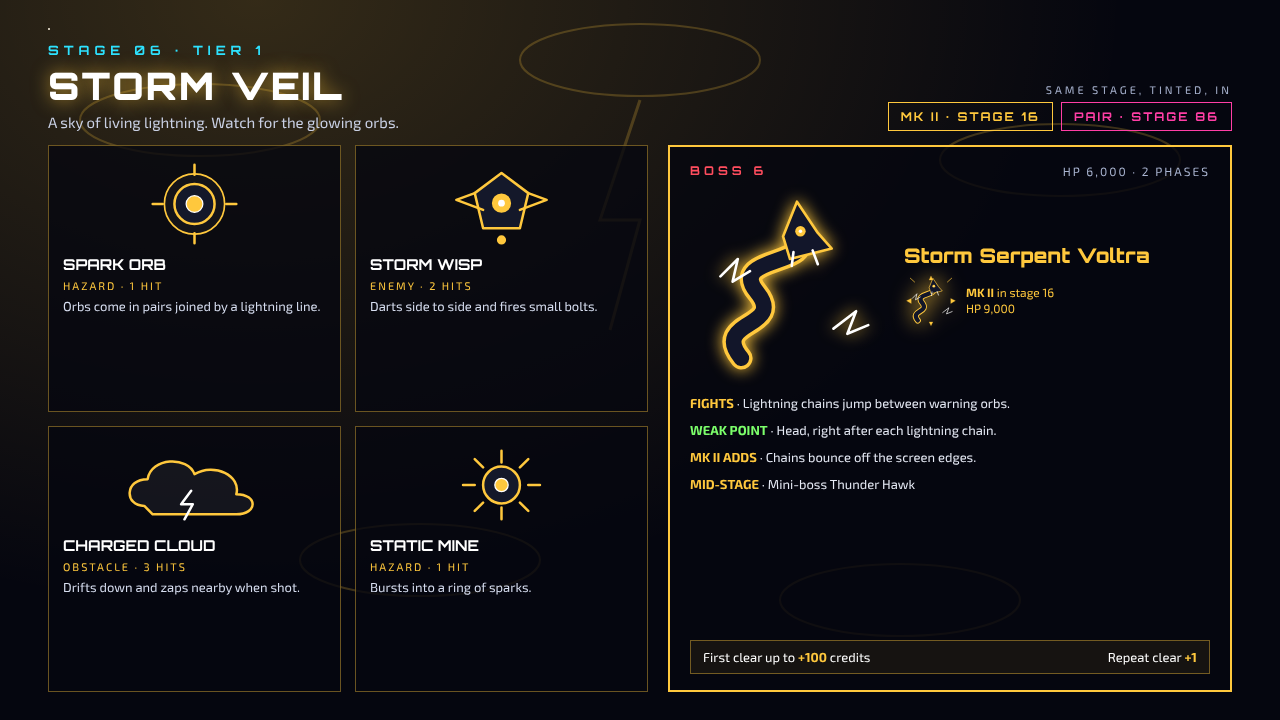 STAGE 06 · TIER 1
STORM VEIL
A sky of living lightning. Watch for the glowing orbs.
SAME STAGE, TINTED, IN
MK II · STAGE 16
PAIR · STAGE 86
SPARK ORB
HAZARD · 1 HIT
Orbs come in pairs joined by a lightning line.
STORM WISP
ENEMY · 2 HITS
Darts side to side and fires small bolts.
CHARGED CLOUD
OBSTACLE · 3 HITS
Drifts down and zaps nearby when shot.
STATIC MINE
HAZARD · 1 HIT
Bursts into a ring of sparks.
BOSS 6
HP 6,000 · 2 PHASES
Storm Serpent Voltra
MK II in stage 16
HP 9,000
FIGHTS · Lightning chains jump between warning orbs.
WEAK POINT · Head, right after each lightning chain.
MK II ADDS · Chains bounce off the screen edges.
MID-STAGE · Mini-boss Thunder Hawk
First clear up to +100 credits
Repeat clear +1